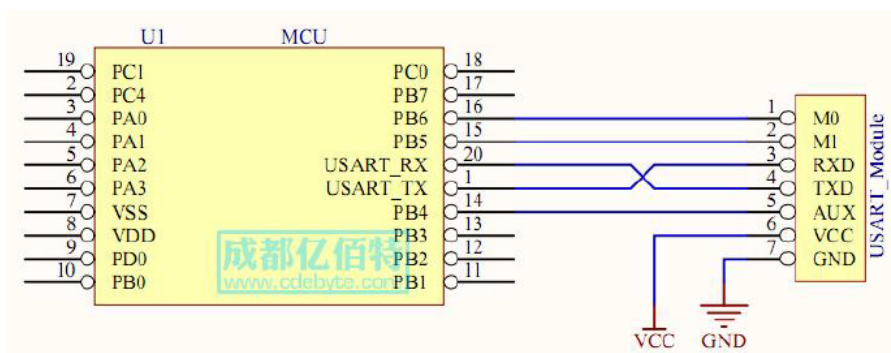 U1 MCU
19 PC1 PC0 18
2 PC4 PB7 17
3 PA0 PB6 16 1 M0
4 PA1 PB5 15 2 M1
5 PA2 USART_RX 20 3 RXD
6 PA3 USART_TX 1 4 TXD
7 VSS PB4 14 5 AUX
8 VDD PB3 13 6 VCC
9 PD0 PB2 12 7 GND
10 PB0 PB1 11
USART_Module
成都亿佰特
www.cdebyte.com
VCC GND